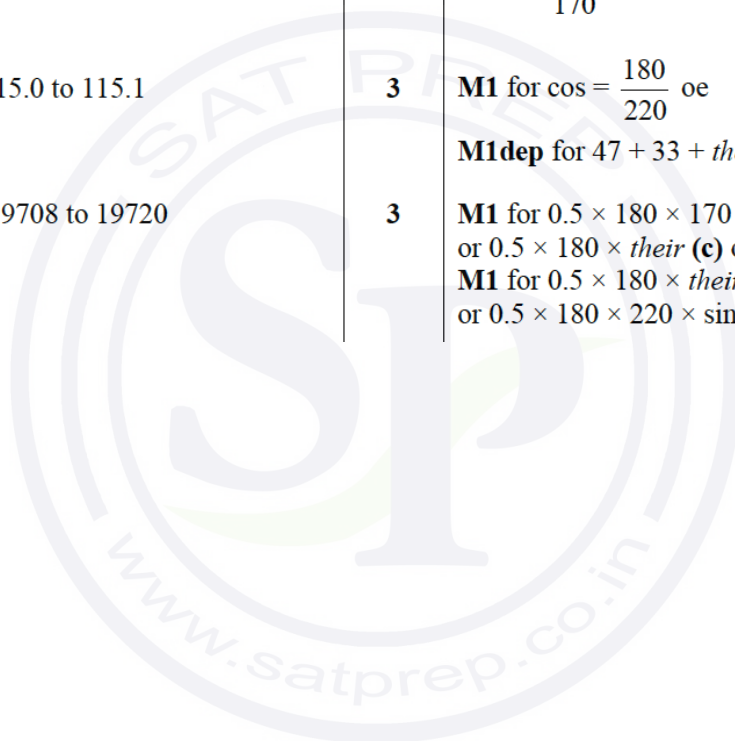 170
15.0 to 115.1 3 M1 for cos = 180/220 oe
M1dep for 47 + 33 +
9708 to 19720 3 M1 for 0.5 × 180 × 170
or 0.5 × 180 × their (c)
M1 for 0.5 × 180 ×
or 0.5 × 180 × 220 × sin
SAT PREP
SP
www.satprep.co.in